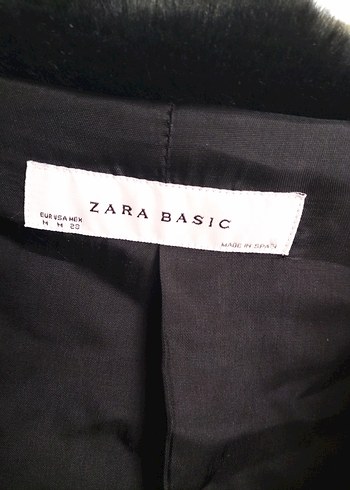 ZARA BASIC
EUR USA MEX
M M 28
MADE IN SPAIN